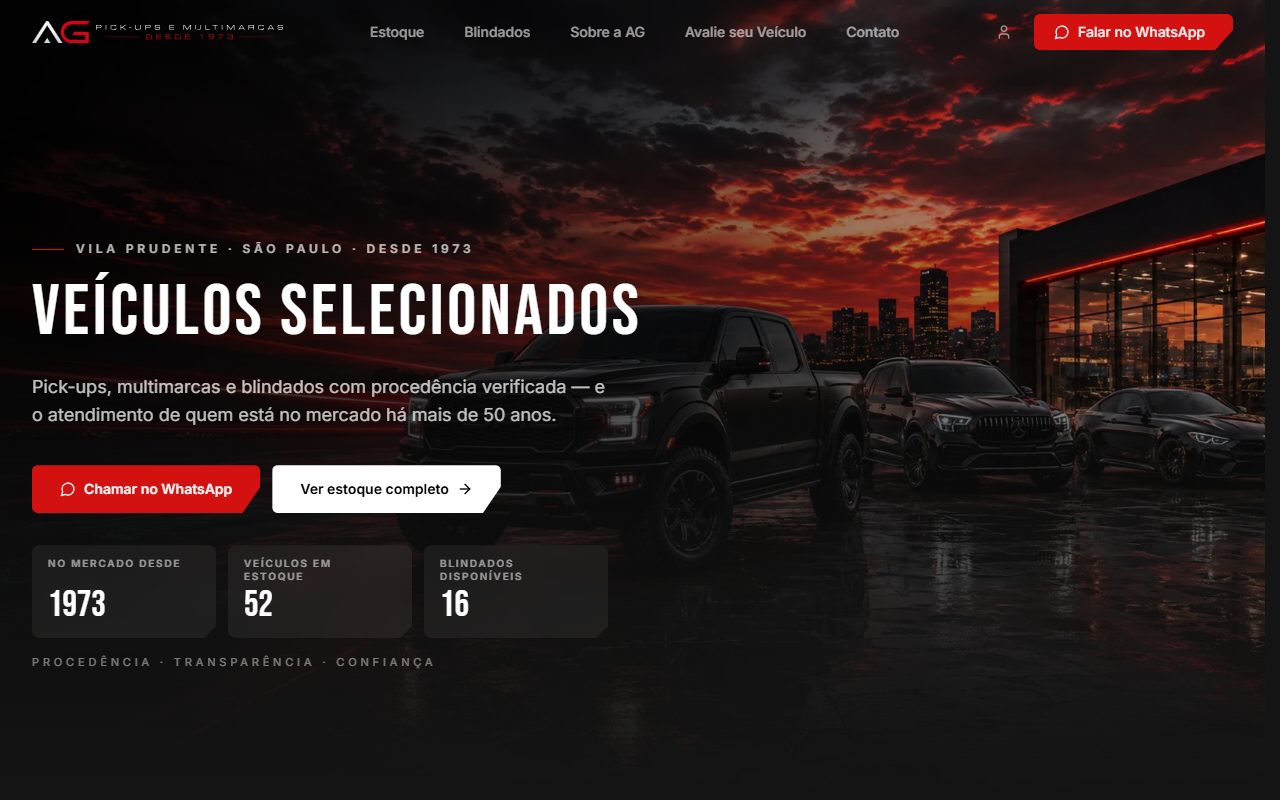 AG PICK-UPS E MULTIMARCAS
DESDE 1973
Estoque
Blindados
Sobre a AG
Avalie seu Veículo
Contato
Falar no WhatsApp
VILA PRUDENTE · SÃO PAULO · DESDE 1973
VEÍCULOS SELECIONADOS
Pick-ups, multimarcas e blindados com procedência verificada — e
o atendimento de quem está no mercado há mais de 50 anos.
Chamar no WhatsApp
Ver estoque completo →
NO MERCADO DESDE
1973
VEÍCULOS EM
ESTOQUE
52
BLINDADOS
DISPONÍVEIS
16
PROCEDÊNCIA · TRANSPARÊNCIA · CONFIANÇA